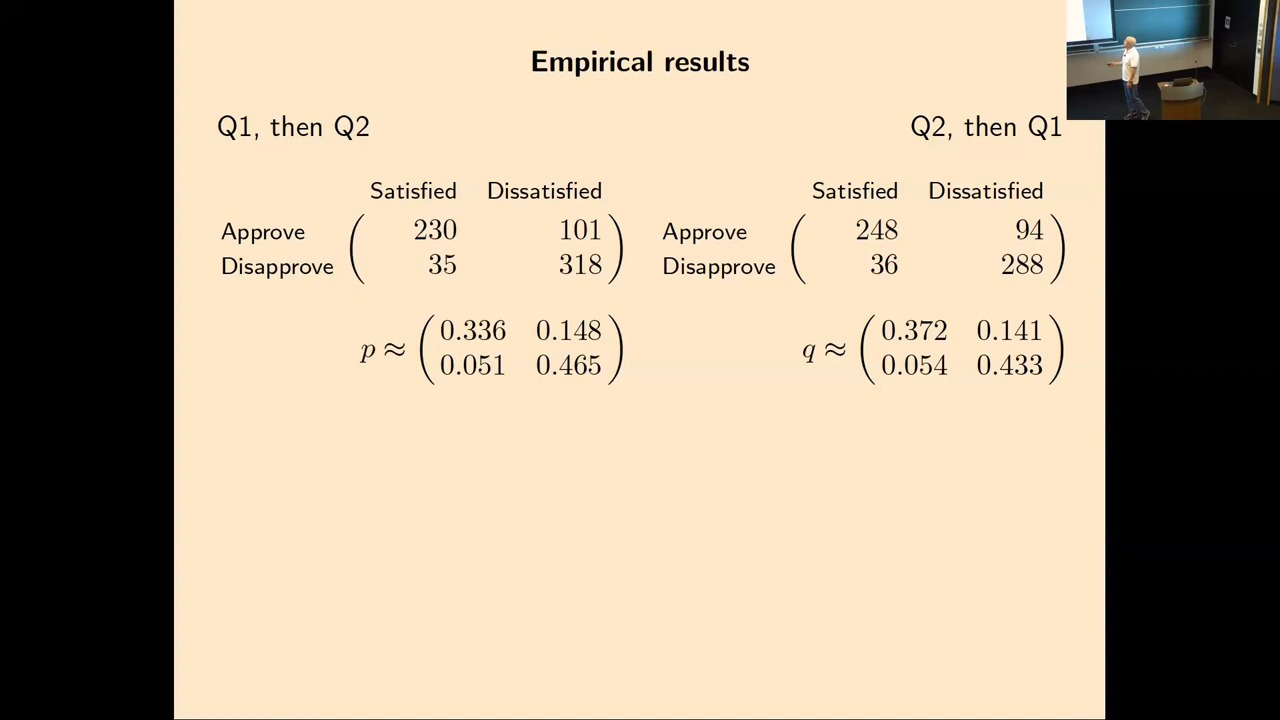 Empirical results
Q1, then Q2
Q2, then Q1
Satisfied Dissatisfied
Approve ( 230 101 )
Disapprove ( 35 318 )
p ≈ ( 0.336 0.148 )
( 0.051 0.465 )
Satisfied Dissatisfied
Approve ( 248 94 )
Disapprove ( 36 288 )
q ≈ ( 0.372 0.141 )
( 0.054 0.433 )